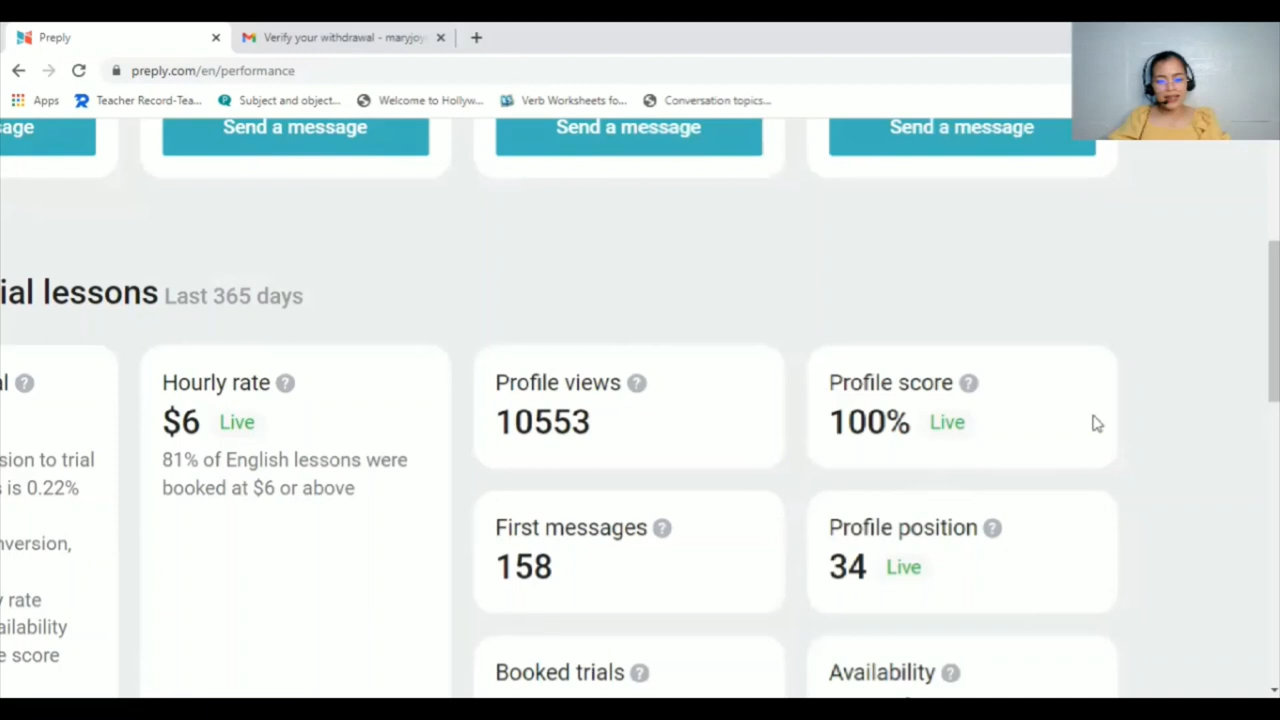 Preply
Verify your withdrawal - maryjoy
preply.com/en/performance
Apps
Teacher Record-Tea...
Subject and object...
Welcome to Hollyw...
Verb Worksheets fo...
Conversation topics...
sage
Send a message
Send a message
Send a message
ial lessons Last 365 days
l
sion to trial
s is 0.22%
nversion,
y rate
ailability
e score
Hourly rate
$6 Live
81% of English lessons were
booked at $6 or above
Profile views
10553
Profile score
100% Live
First messages
158
Profile position
34 Live
Booked trials
Availability